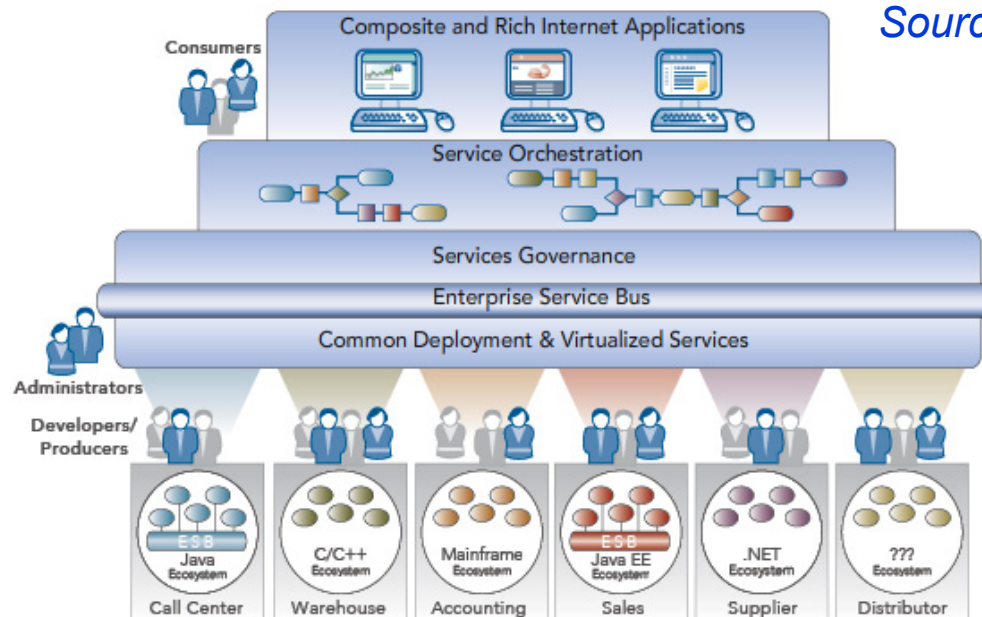 Sourc
Composite and Rich Internet Applications
Consumers
Service Orchestration
Services Governance
Enterprise Service Bus
Common Deployment & Virtualized Services
Administrators
Developers/
Producers
ESB
Java
Ecosystem
C/C++
Ecosystem
Mainframe
Ecosystem
ESB
Java EE
Ecosystem
.NET
Ecosystem
???
Ecosystem
Call Center
Warehouse
Accounting
Sales
Supplier
Distributor